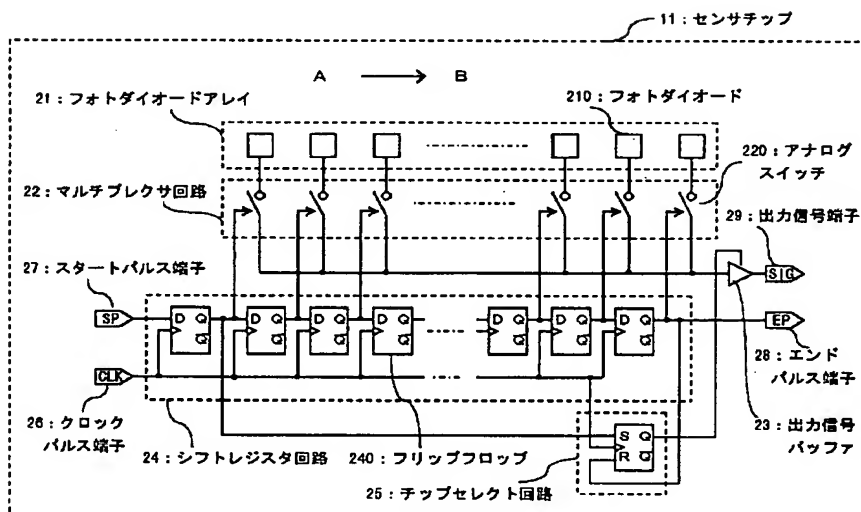 11：センサチップ
A → B
21：フォトダイオードアレイ
210：フォトダイオード
220：アナログ
スイッチ
22：マルチプレクサ回路
29：出力信号端子
27：スタートパルス端子
SIG
SP
D Q Q D Q Q D Q Q D Q Q D Q Q D Q Q D Q Q
EP
CLK
28：エンド
パルス端子
26：クロック
パルス端子
S Q
R Q
23：出力信号
バッファ
24：シフトレジスタ回路
240：フリップフロップ
25：チップセレクト回路